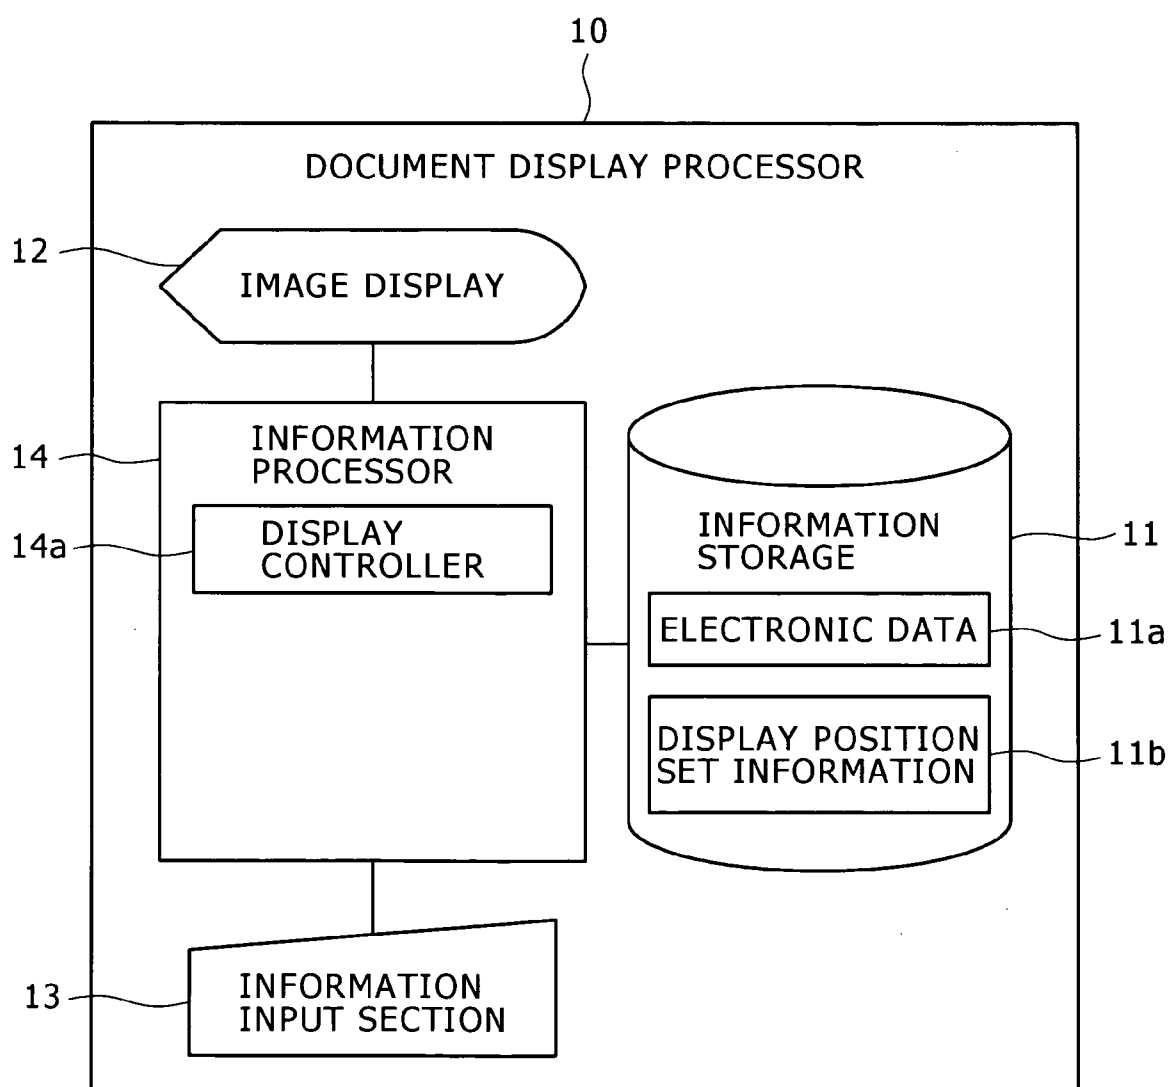 10
DOCUMENT DISPLAY PROCESSOR
12
IMAGE DISPLAY
14
INFORMATION
PROCESSOR
14a
DISPLAY
CONTROLLER
INFORMATION
STORAGE
11
ELECTRONIC DATA
11a
DISPLAY POSITION
SET INFORMATION
11b
13
INFORMATION
INPUT SECTION